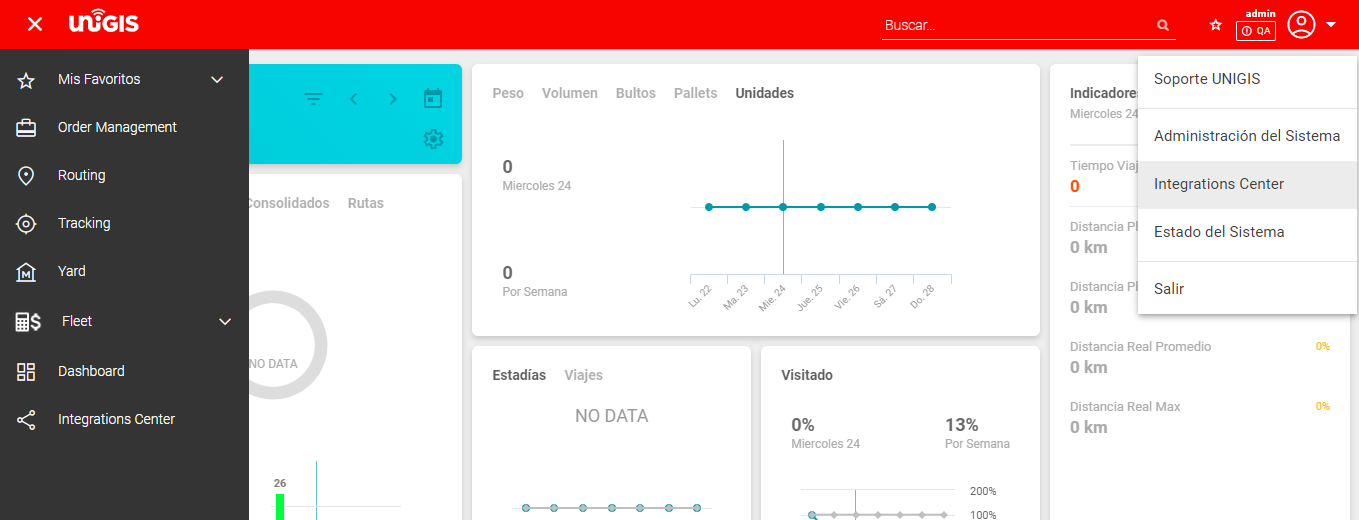 UNIGIS
Buscar...
admin
QA
Mis Favoritos
Order Management
Routing
Tracking
Yard
Fleet
Dashboard
Integrations Center
Consolidados
Rutas
NO DATA
26
Peso
Volumen
Bultos
Pallets
Unidades
0
Miercoles 24
0
Por Semana
Lu. 22
Ma. 23
Mie. 24
Jue. 25
Vie. 26
Sá. 27
Do. 28
Estadías
Viajes
NO DATA
Visitado
0%
Miercoles 24
13%
Por Semana
200%
100%
Indicadores
Miercoles 24
Tiempo Viaj
0
Distancia Pl
0 km
Distancia Pl
0 km
Distancia Real Promedio
0%
0 km
Distancia Real Max
0%
0 km
Soporte UNIGIS
Administración del Sistema
Integrations Center
Estado del Sistema
Salir